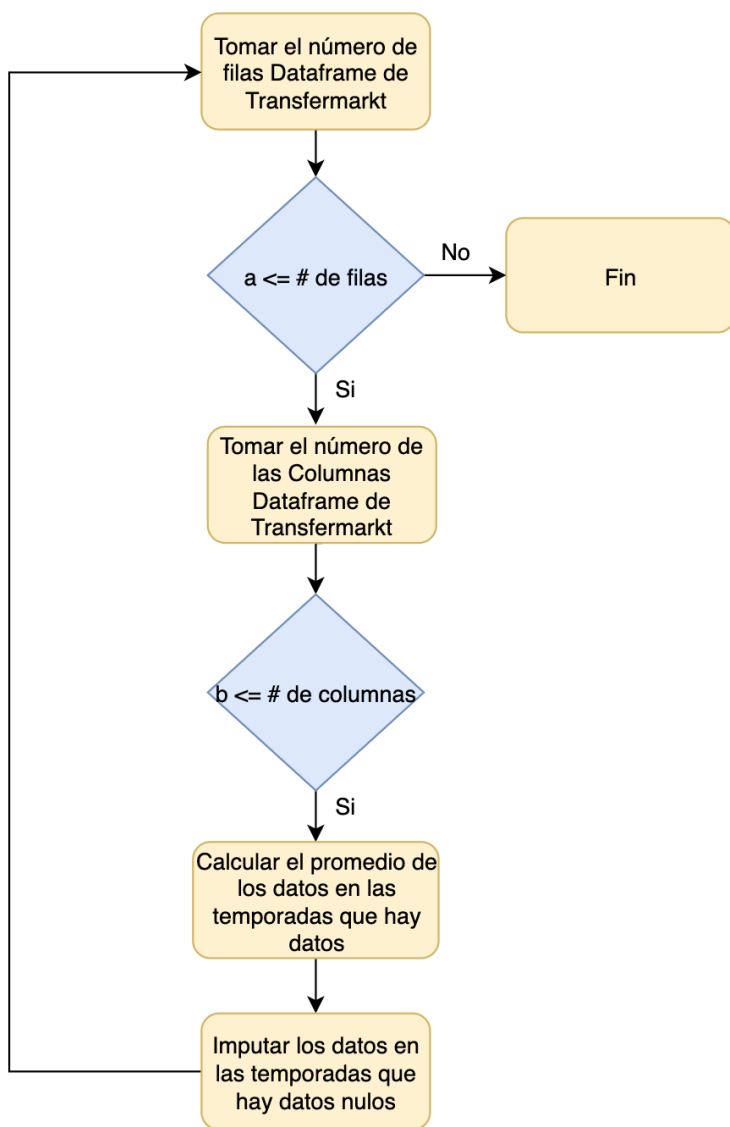 Tomar el número de
filas Dataframe de
Transfermarkt
a <= # de filas
No
Fin
Si
Tomar el número de
las Columnas
Dataframe de
Transfermarkt
b <= # de columnas
Si
Calcular el promedio de
los datos en las
temporadas que hay
datos
Imputar los datos en
las temporadas que
hay datos nulos